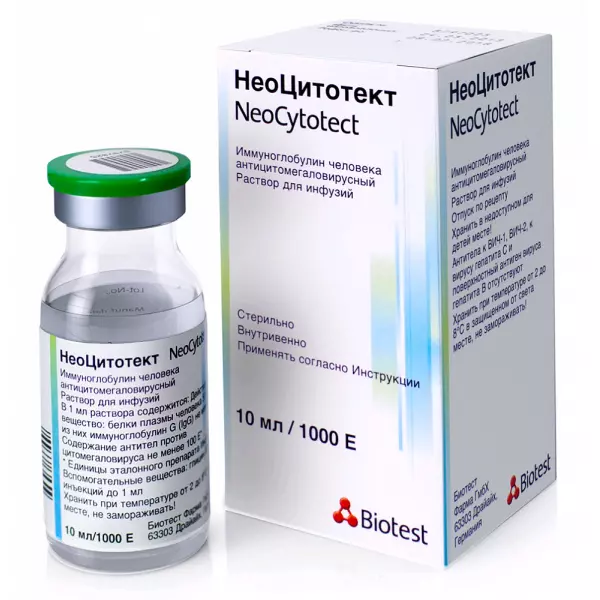 НеоЦитотект
NeoCytotect
Иммуноглобулин человека
антицитомегаловирусный
Раствор для инфузий
Стерильно
Внутривенно
Применять согласно Инструкции
10 мл / 1000 Е
Biotest
НеоЦитотект
NeoCytotect
Иммуноглобулин человека
антицитомегаловирусный
Раствор для инфузий
Отпуск по рецепту
Хранить в недоступном для
детей месте!
Антитела к ВИЧ-1, ВИЧ-2, к
вирусу гепатита С и
поверхностный антиген вируса
гепатита В отсутствуют
Хранить при температуре от 2 до
8°С в защищенном от света
месте, не замораживать!
Биотест
Фарма ГмбХ
63303 Драйайх,
Германия
Lot-No.
НеоЦитотект NeoCytot
Иммуноглобулин человека
антицитомегаловирусный
Раствор для инфузий
В 1 мл раствора содержится:
вещество: белки плазмы человека
из них иммуноглобулин G (IgG) не
Содержание антител против
цитомегаловируса не менее 100 Е*
* Единицы эталонного препарата
Вспомогательные вещества:
инъекций до 1 мл
Хранить при температуре от 2 до
месте, не замораживать!
Биотест Фарма ГмбХ
63303 Драйайх,
10 мл/1000 Е